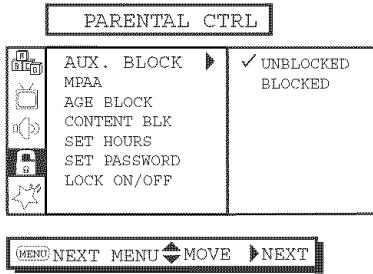 PARENTAL CTRL
AUX. BLOCK
MPAA
AGE BLOCK
CONTENT BLK
SET HOURS
SET PASSWORD
LOCK ON/OFF
✓ UNBLOCKED
BLOCKED
MENU NEXT MENU MOVE NEXT